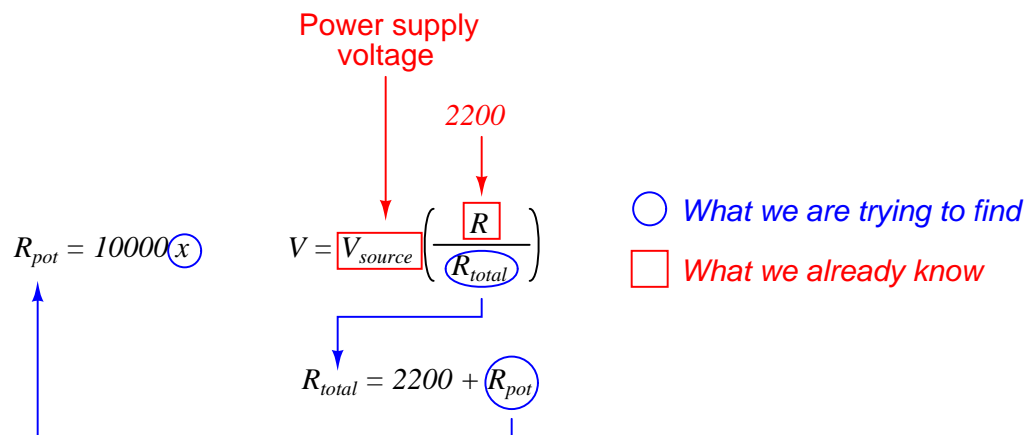 Power supply
voltage
2200
R_pot = 10000 x
V = V_source ( R / R_total )
What we are trying to find
What we already know
R_total = 2200 + R_pot